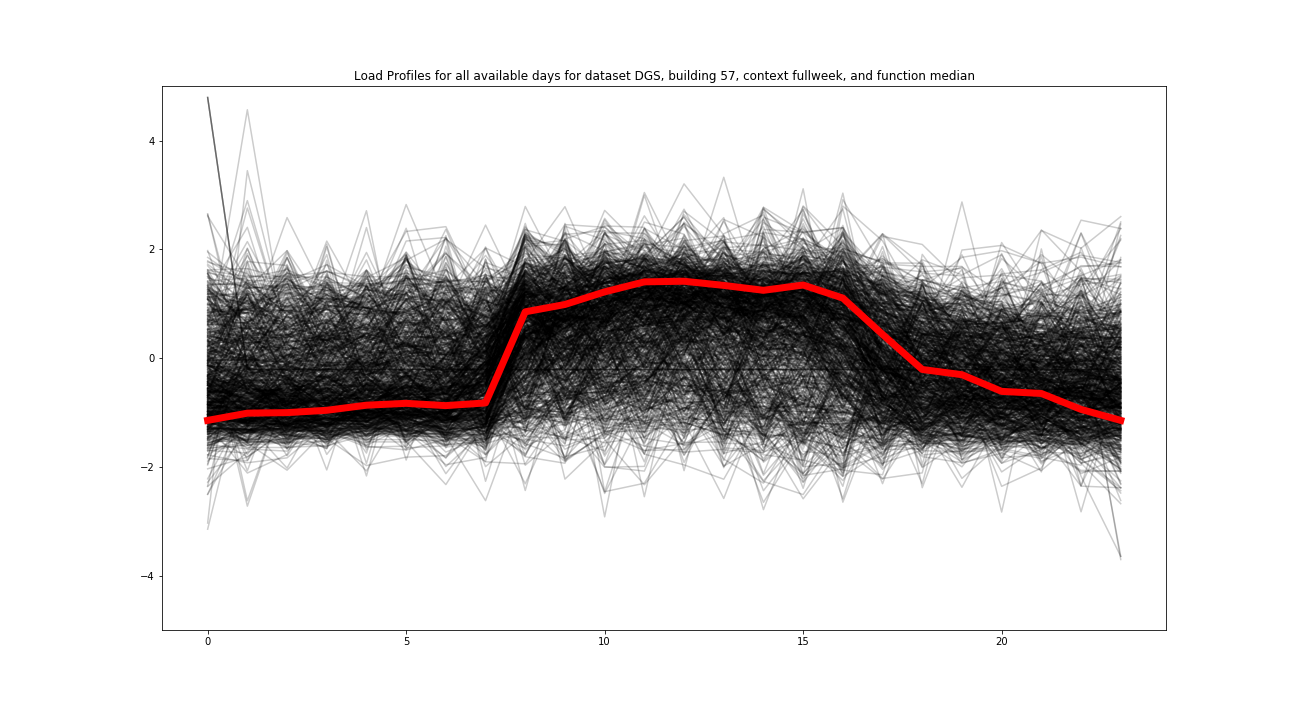 Load Profiles for all available days for dataset DGS, building 57, context fullweek, and function median
4
2
0
−2
−4
0 5 10 15 20